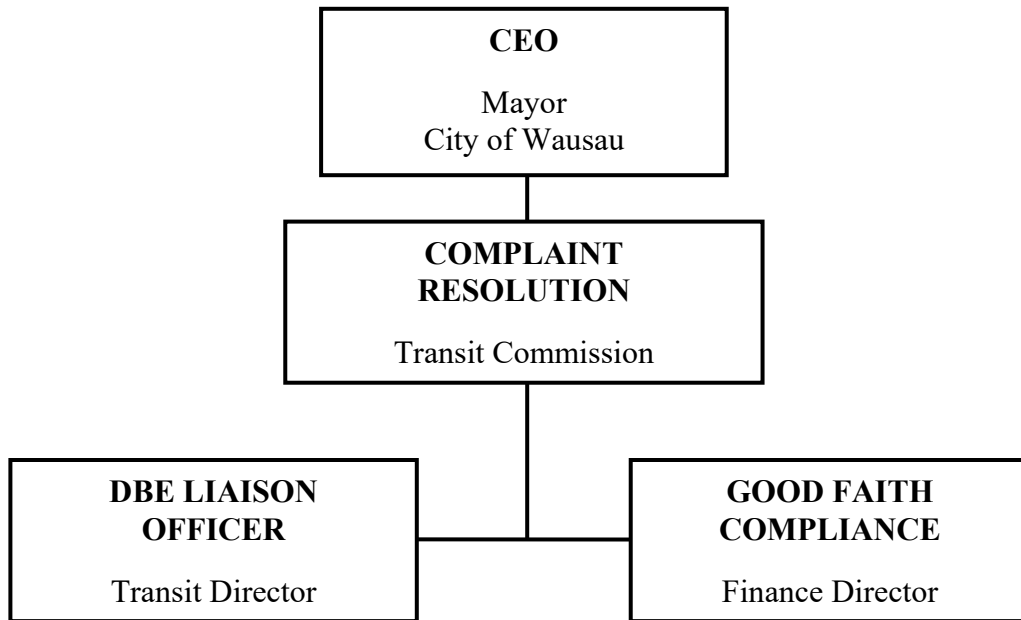 CEO
Mayor
City of Wausau
COMPLAINT
RESOLUTION
Transit Commission
DBE LIAISON
OFFICER
Transit Director
GOOD FAITH
COMPLIANCE
Finance Director